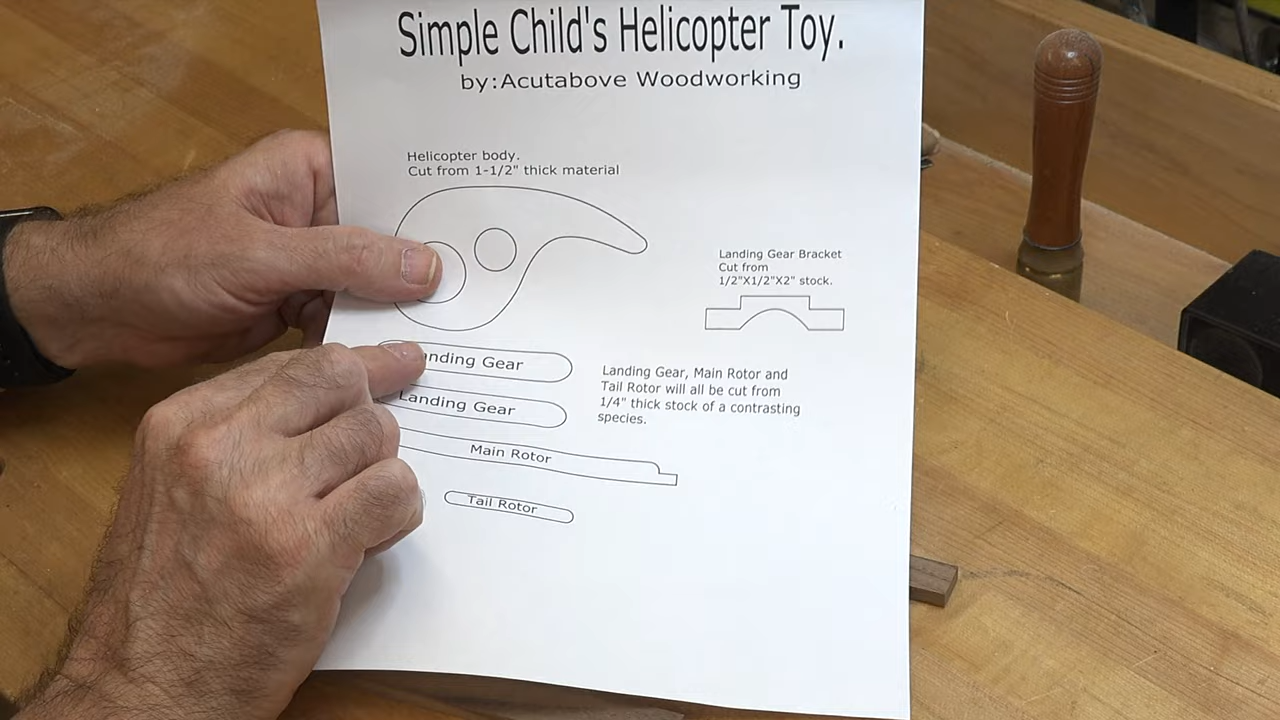 Simple Child's Helicopter Toy.
by:Acutabove Woodworking
Helicopter body.
Cut from 1-1/2" thick material
Landing Gear Bracket
Cut from
1/2"X1/2"X2" stock.
Landing Gear
Landing Gear, Main Rotor and
Tail Rotor will all be cut from
1/4" thick stock of a contrasting
species.
Landing Gear
Main Rotor
Tail Rotor